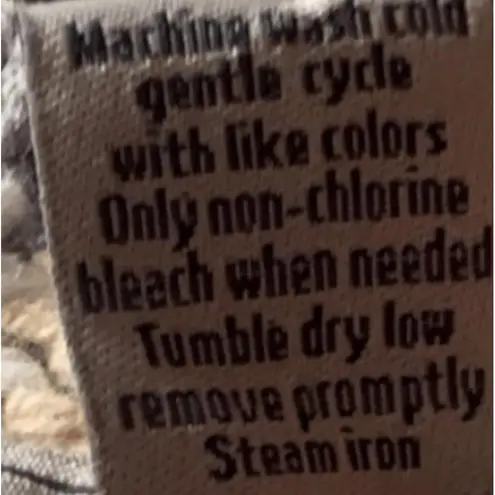 Machine wash cold
gentle cycle
with like colors
Only non-chlorine
bleach when needed
Tumble dry low
remove promptly
Steam iron